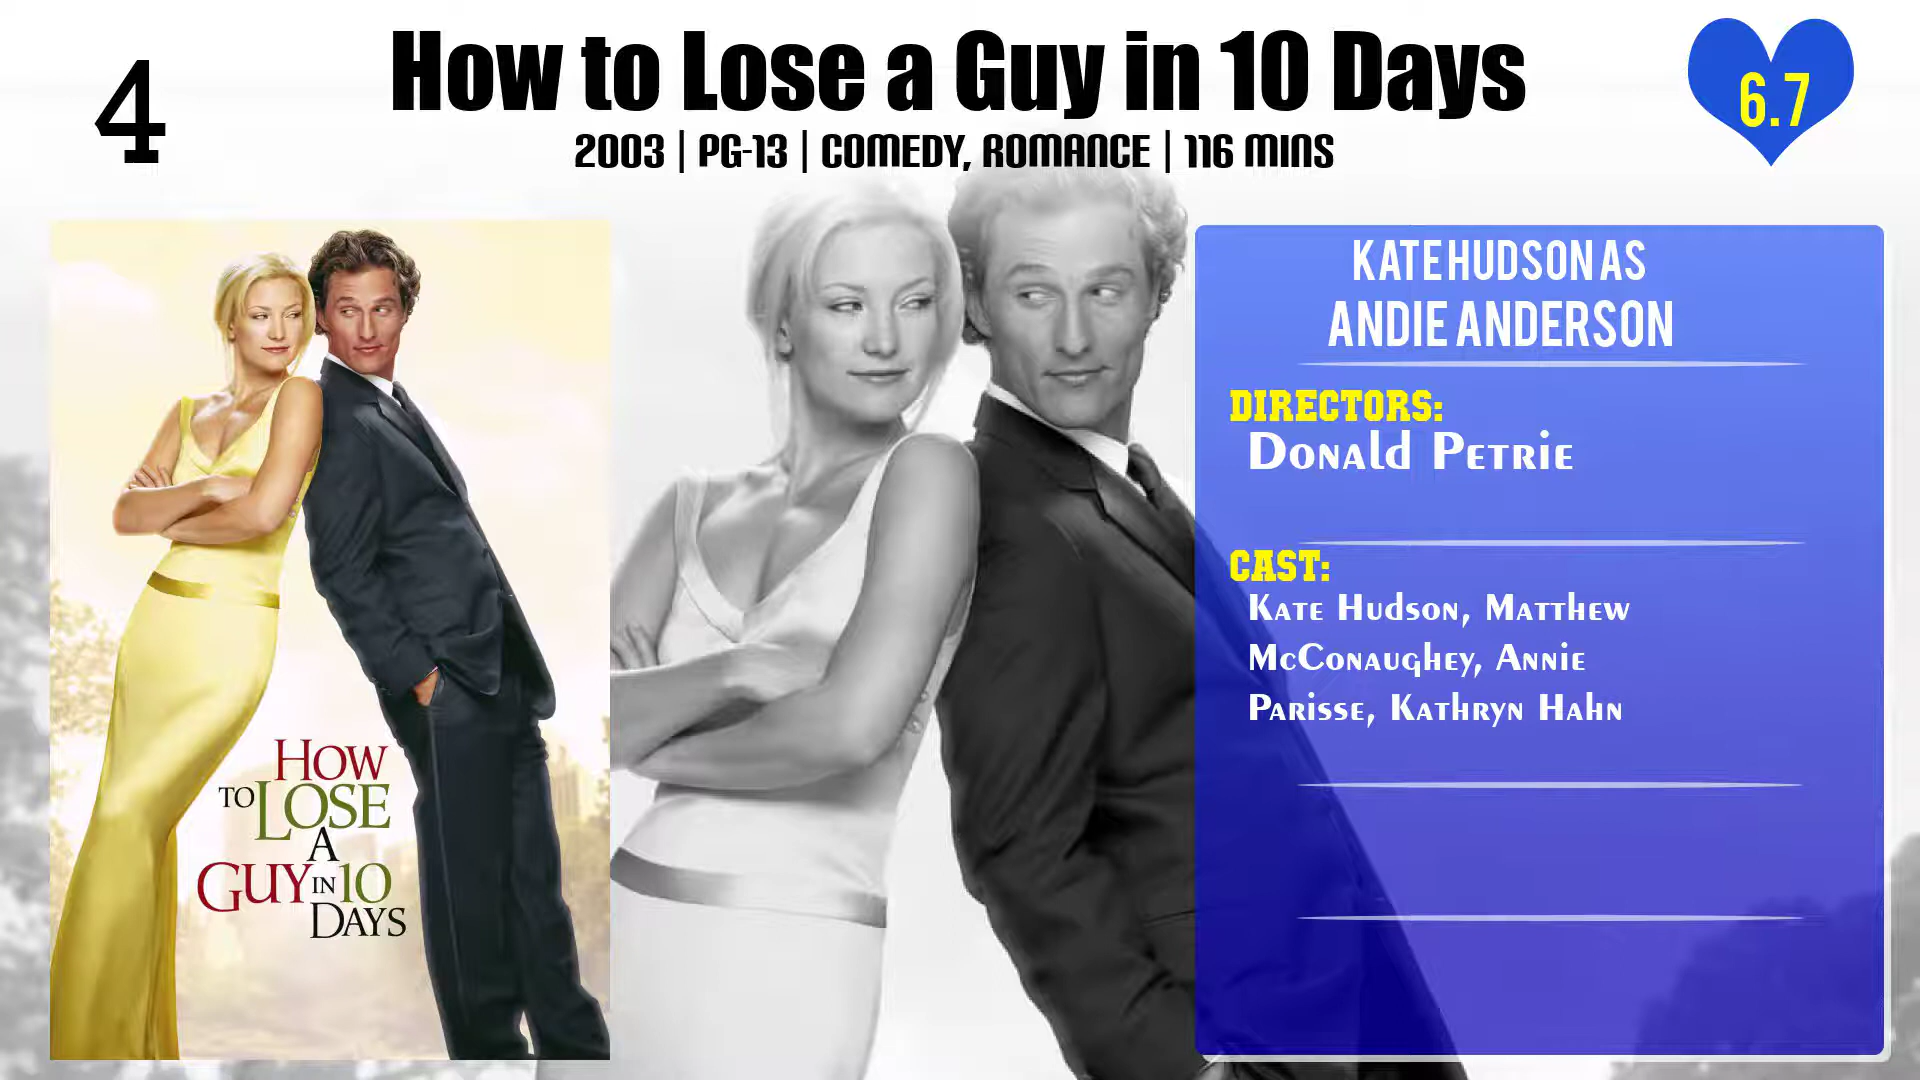 4
How to Lose a Guy in 10 Days
2003 | PG-13 | COMEDY, ROMANCE | 116 MINS
6.7
HOW
TO LOSE
A
GUY IN 10
DAYS
KATE HUDSON AS
ANDIE ANDERSON
DIRECTORS:
Donald Petrie
CAST:
Kate Hudson, Matthew
McConaughey, Annie
Parisse, Kathryn Hahn